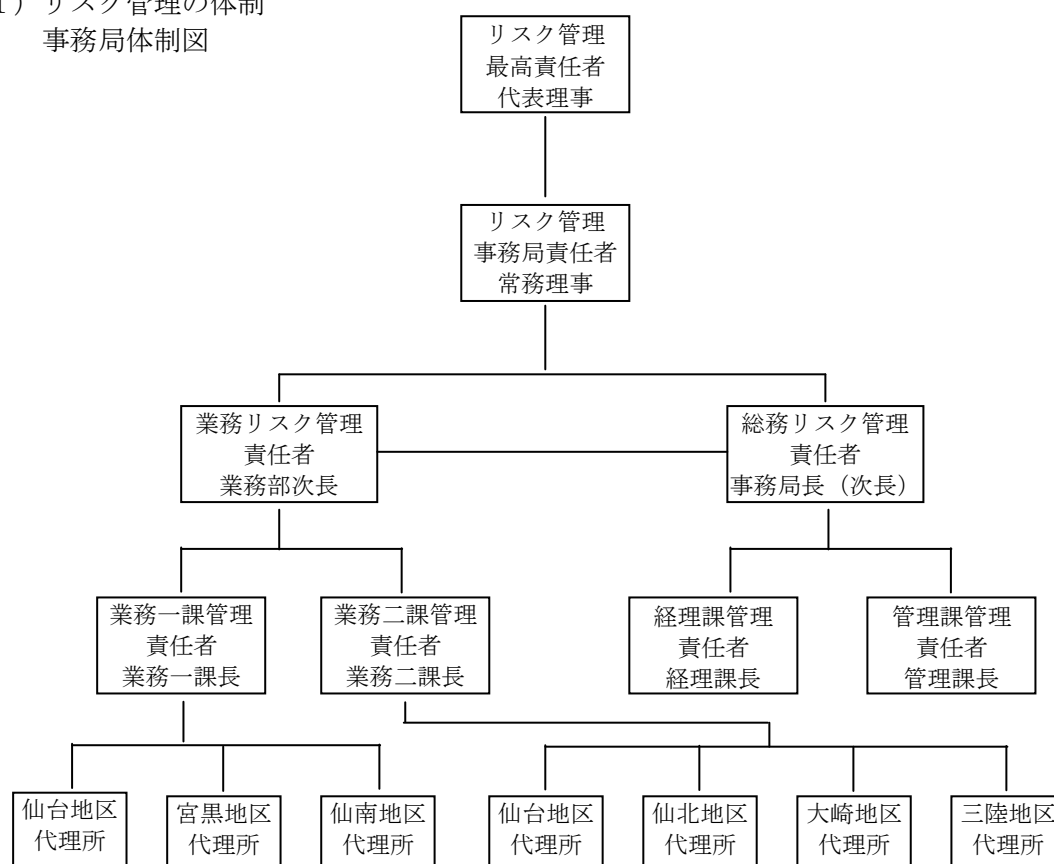 1）リスク管理の体制
事務局体制図
リスク管理
最高責任者
代表理事
リスク管理
事務局責任者
常務理事
業務リスク管理
責任者
業務部次長
総務リスク管理
責任者
事務局長（次長）
業務一課管理
責任者
業務一課長
業務二課管理
責任者
業務二課長
経理課管理
責任者
経理課長
管理課管理
責任者
管理課長
仙台地区
代理所
宮黒地区
代理所
仙南地区
代理所
仙台地区
代理所
仙北地区
代理所
大崎地区
代理所
三陸地区
代理所